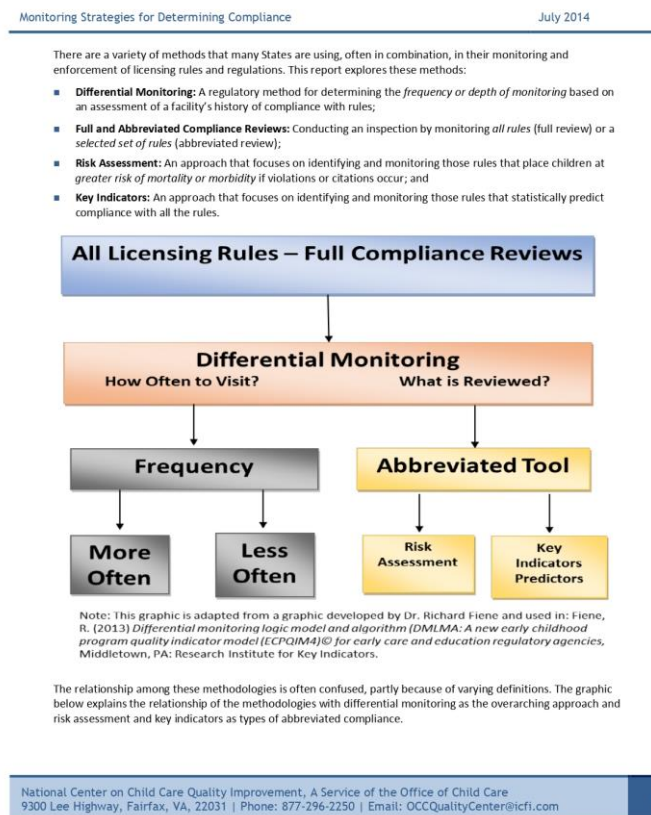 Monitoring Strategies for Determining Compliance July 2014
There are a variety of methods that many States are using, often in combination, in their monitoring and
enforcement of licensing rules and regulations. This report explores these methods:
▪ Differential Monitoring: A regulatory method for determining the frequency or depth of monitoring based on
an assessment of a facility's history of compliance with rules;
▪ Full and Abbreviated Compliance Reviews: Conducting an inspection by monitoring all rules (full review) or a
selected set of rules (abbreviated review);
▪ Risk Assessment: An approach that focuses on identifying and monitoring those rules that place children at
greater risk of mortality or morbidity if violations or citations occur; and
▪ Key Indicators: An approach that focuses on identifying and monitoring those rules that statistically predict
compliance with all the rules.
All Licensing Rules – Full Compliance Reviews
Differential Monitoring
How Often to Visit? What is Reviewed?
Frequency
Abbreviated Tool
More
Often
Less
Often
Risk
Assessment
Key
Indicators
Predictors
Note: This graphic is adapted from a graphic developed by Dr. Richard Fiene and used in: Fiene,
R. (2013) Differential monitoring logic model and algorithm (DMLMA: A new early childhood
program quality indicator model (ECPQIM4)© for early care and education regulatory agencies,
Middletown, PA: Research Institute for Key Indicators.
The relationship among these methodologies is often confused, partly because of varying definitions. The graphic
below explains the relationship of the methodologies with differential monitoring as the overarching approach and
risk assessment and key indicators as types of abbreviated compliance.
National Center on Child Care Quality Improvement, A Service of the Office of Child Care
9300 Lee Highway, Fairfax, VA, 22031 | Phone: 877-296-2250 | Email: OCCQualityCenter@icfi.com